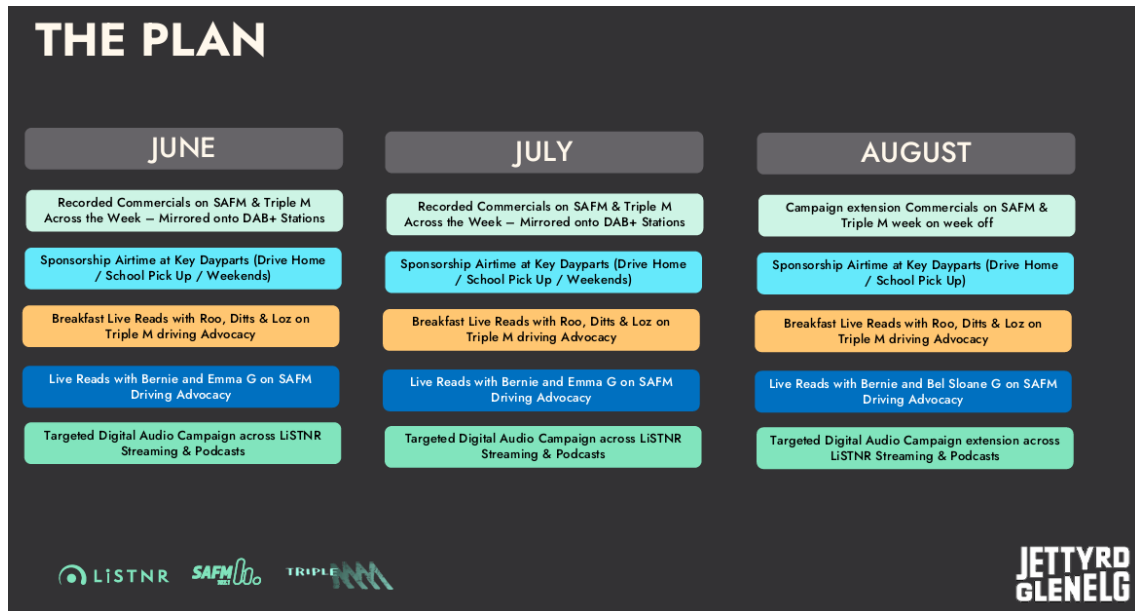 THE PLAN
JUNE
Recorded Commercials on SAFM & Triple M
Across the Week – Mirrored onto DAB+ Stations
Sponsorship Airtime at Key Dayparts (Drive Home
/ School Pick Up / Weekends)
Breakfast Live Reads with Roo, Ditts & Loz on
Triple M driving Advocacy
Live Reads with Bernie and Emma G on SAFM
Driving Advocacy
Targeted Digital Audio Campaign across LiSTNR
Streaming & Podcasts
JULY
Recorded Commercials on SAFM & Triple M
Across the Week – Mirrored onto DAB+ Stations
Sponsorship Airtime at Key Dayparts (Drive Home
/ School Pick Up / Weekends)
Breakfast Live Reads with Roo, Ditts & Loz on
Triple M driving Advocacy
Live Reads with Bernie and Emma G on SAFM
Driving Advocacy
Targeted Digital Audio Campaign across LiSTNR
Streaming & Podcasts
AUGUST
Campaign extension Commercials on SAFM &
Triple M week on week off
Sponsorship Airtime at Key Dayparts (Drive Home
/ School Pick Up)
Breakfast Live Reads with Roo, Ditts & Loz on
Triple M driving Advocacy
Live Reads with Bernie and Bel Sloane G on SAFM
Driving Advocacy
Targeted Digital Audio Campaign extension across
LiSTNR Streaming & Podcasts
LiSTNR
SAFM
TRIPLE M
JETTYRD
GLENELG